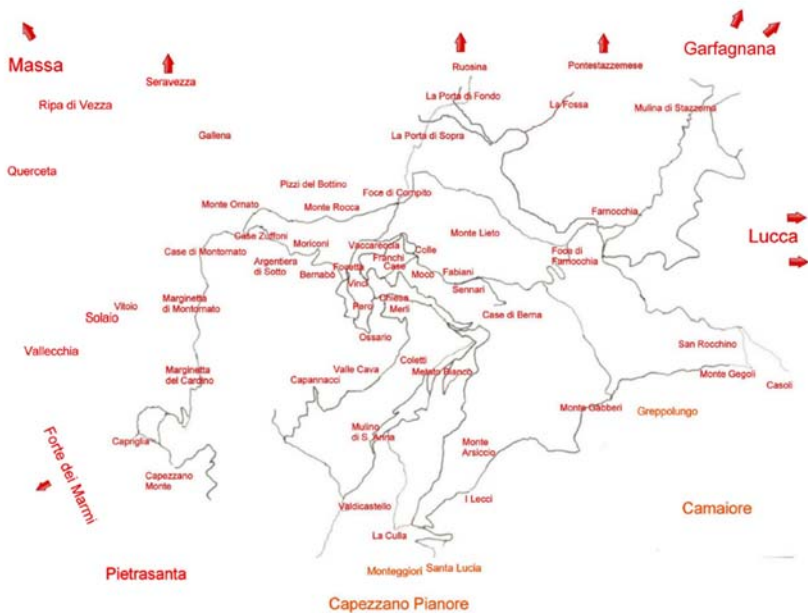 Massa
Garfagnana
Seravezza
Ruosina
Pontestazzemese
Ripa di Vezza
La Porta di Fondo
La Fossa
Mulina di Stazzema
Gallena
La Porta di Sopra
Querceta
Pizzi del Bottino
Foce di Compito
Monte Ornato
Monte Rocca
Farnocchia
Lucca
Case Zuffoni
Moriconi
Vaccareccia
Colle
Monte Lieto
Foce di
Farnocchia
Case di Montornato
Argentiera
di Sotto
Bernabò
Focetta
Franchi
Case
Moco
Fabiani
Vinci
Sennari
Marginetta
di Montornato
Vitoio
Solaio
Pero
Chiesa
Merli
Case di Berna
Vallecchia
Ossario
San Rocchino
Marginetta
del Cardino
Valle Cava
Coletti
Capannacci
Metato Bianco
Monte Gegoli
Casoli
Monte Gabberi
Greppolungo
Forte dei Marmi
Capriglia
Mulino
di S. Anna
Monte
Arsiccio
Capezzano
Monte
I Lecci
Valdicastello
Camaiore
La Culla
Pietrasanta
Monteggiori
Santa Lucia
Capezzano Pianore